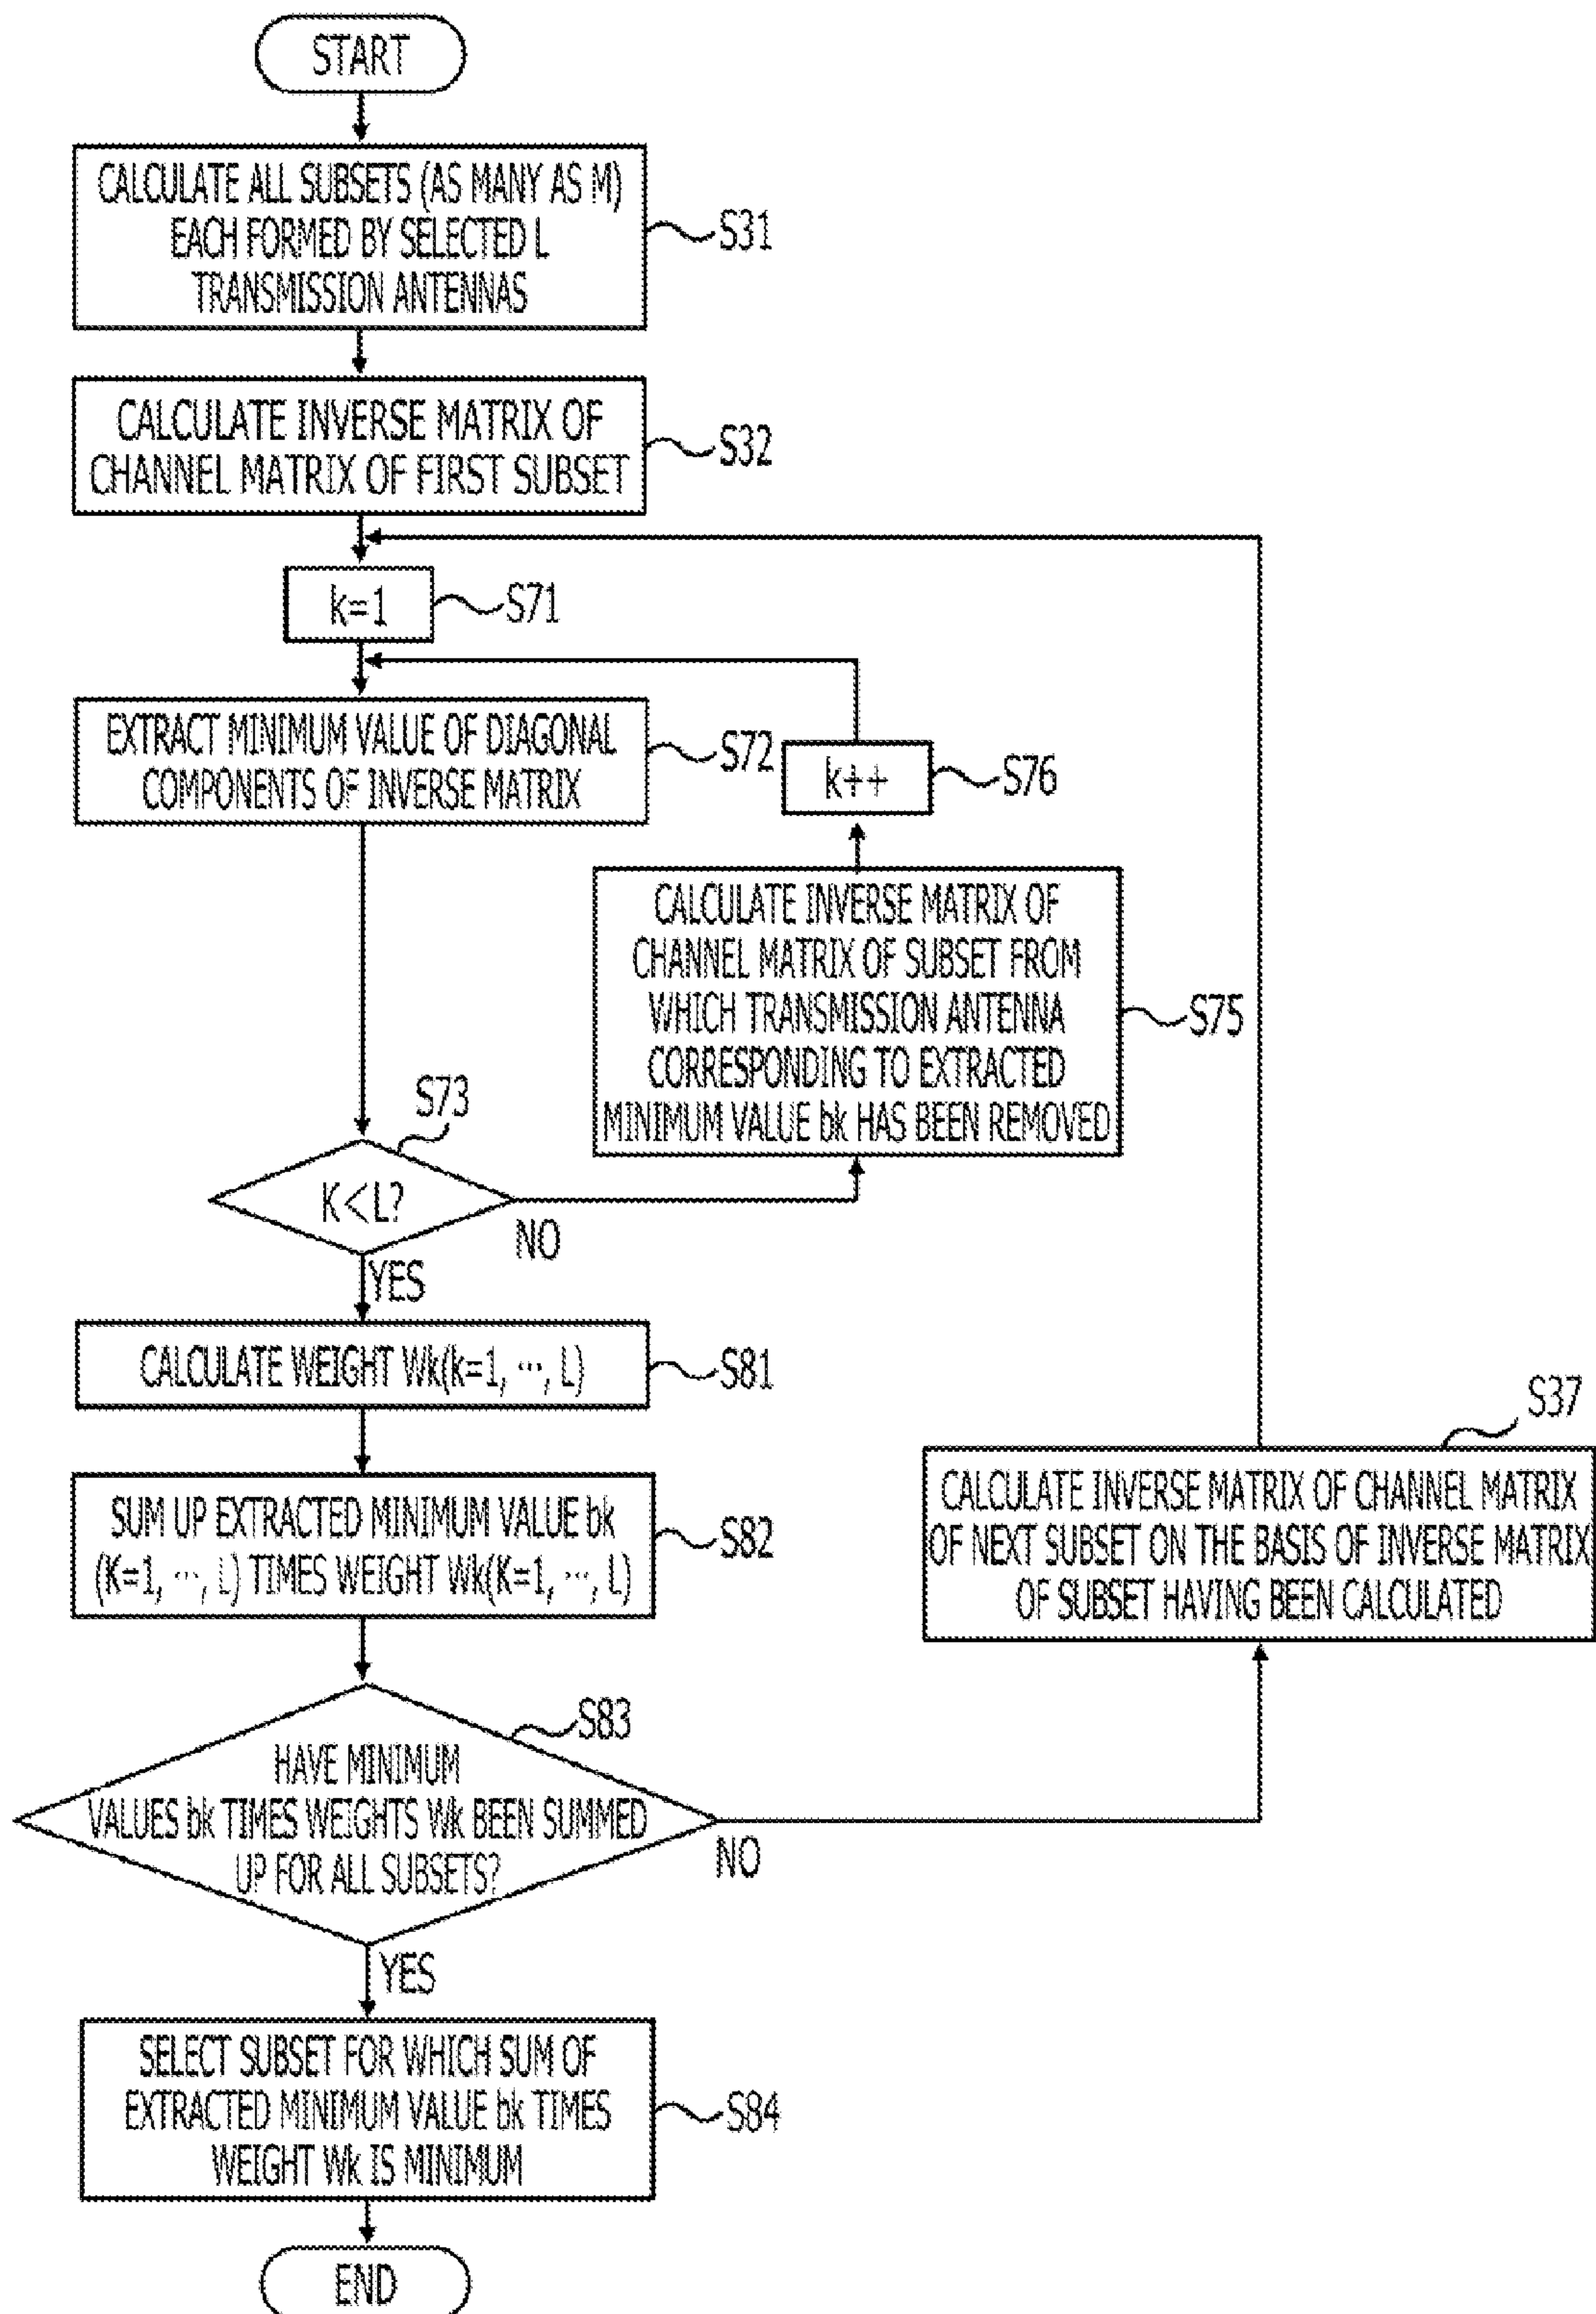 START
CALCULATE ALL SUBSETS (AS MANY AS M)
EACH FORMED BY SELECTED L
TRANSMISSION ANTENNAS
S31
CALCULATE INVERSE MATRIX OF
CHANNEL MATRIX OF FIRST SUBSET
S32
k=1
S71
EXTRACT MINIMUM VALUE OF DIAGONAL
COMPONENTS OF INVERSE MATRIX
S72
k++
S76
CALCULATE INVERSE MATRIX OF
CHANNEL MATRIX OF SUBSET FROM
WHICH TRANSMISSION ANTENNA
CORRESPONDING TO EXTRACTED
MINIMUM VALUE bk HAS BEEN REMOVED
S75
S73
K<L?
NO
YES
CALCULATE WEIGHT Wk(k=1, ···, L)
S81
SUM UP EXTRACTED MINIMUM VALUE bk
(K=1, ···, L) TIMES WEIGHT Wk(K=1, ···, L)
S82
S37
CALCULATE INVERSE MATRIX OF CHANNEL MATRIX
OF NEXT SUBSET ON THE BASIS OF INVERSE MATRIX
OF SUBSET HAVING BEEN CALCULATED
S83
HAVE MINIMUM
VALUES bk TIMES WEIGHTS Wk BEEN SUMMED
UP FOR ALL SUBSETS?
NO
YES
SELECT SUBSET FOR WHICH SUM OF
EXTRACTED MINIMUM VALUE bk TIMES
WEIGHT Wk IS MINIMUM
S84
END